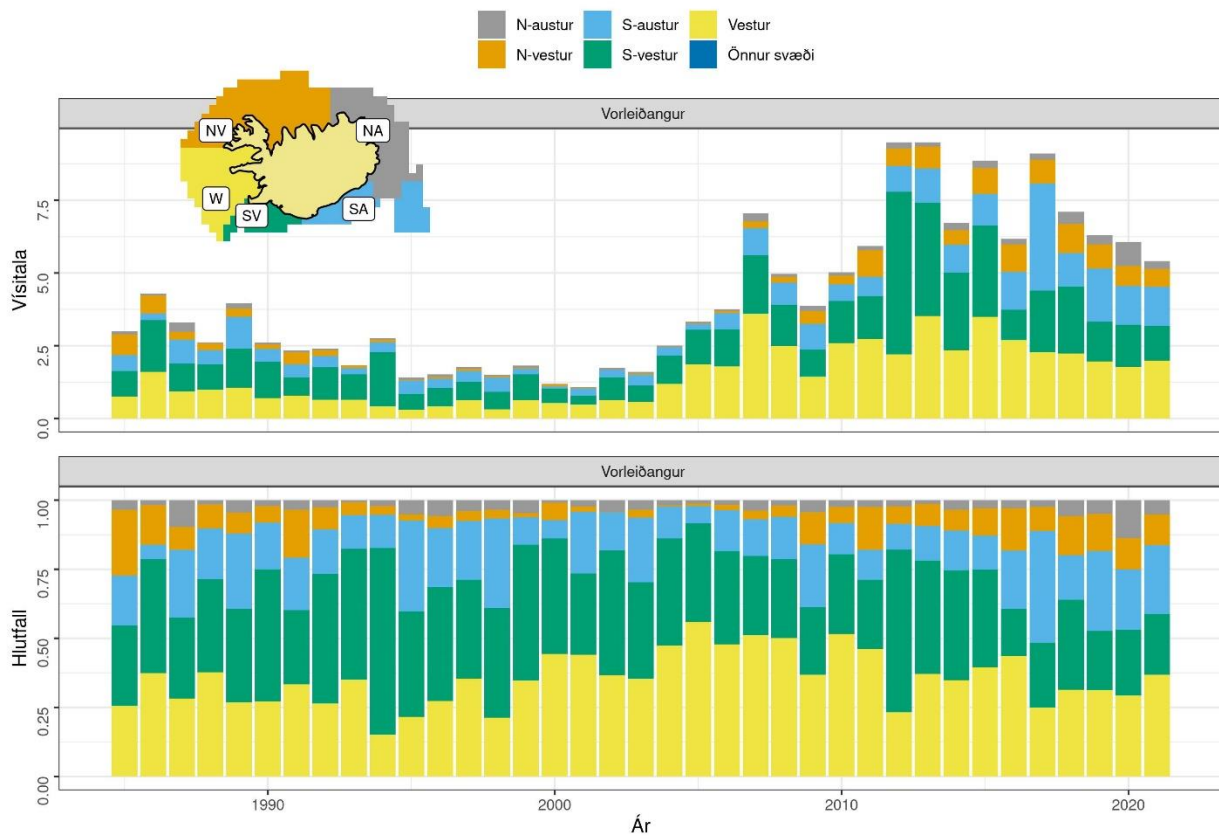 N-austur S-austur Vestur
N-vestur S-vestur Önnur svæði
Vorleiðangur
NV
NA
W
SV
SA
Vísitala
7.5
5.0
2.5
0.0
Vorleiðangur
Hlutfall
1.00
0.75
0.50
0.25
0.00
1990 2000 2010 2020
Ár